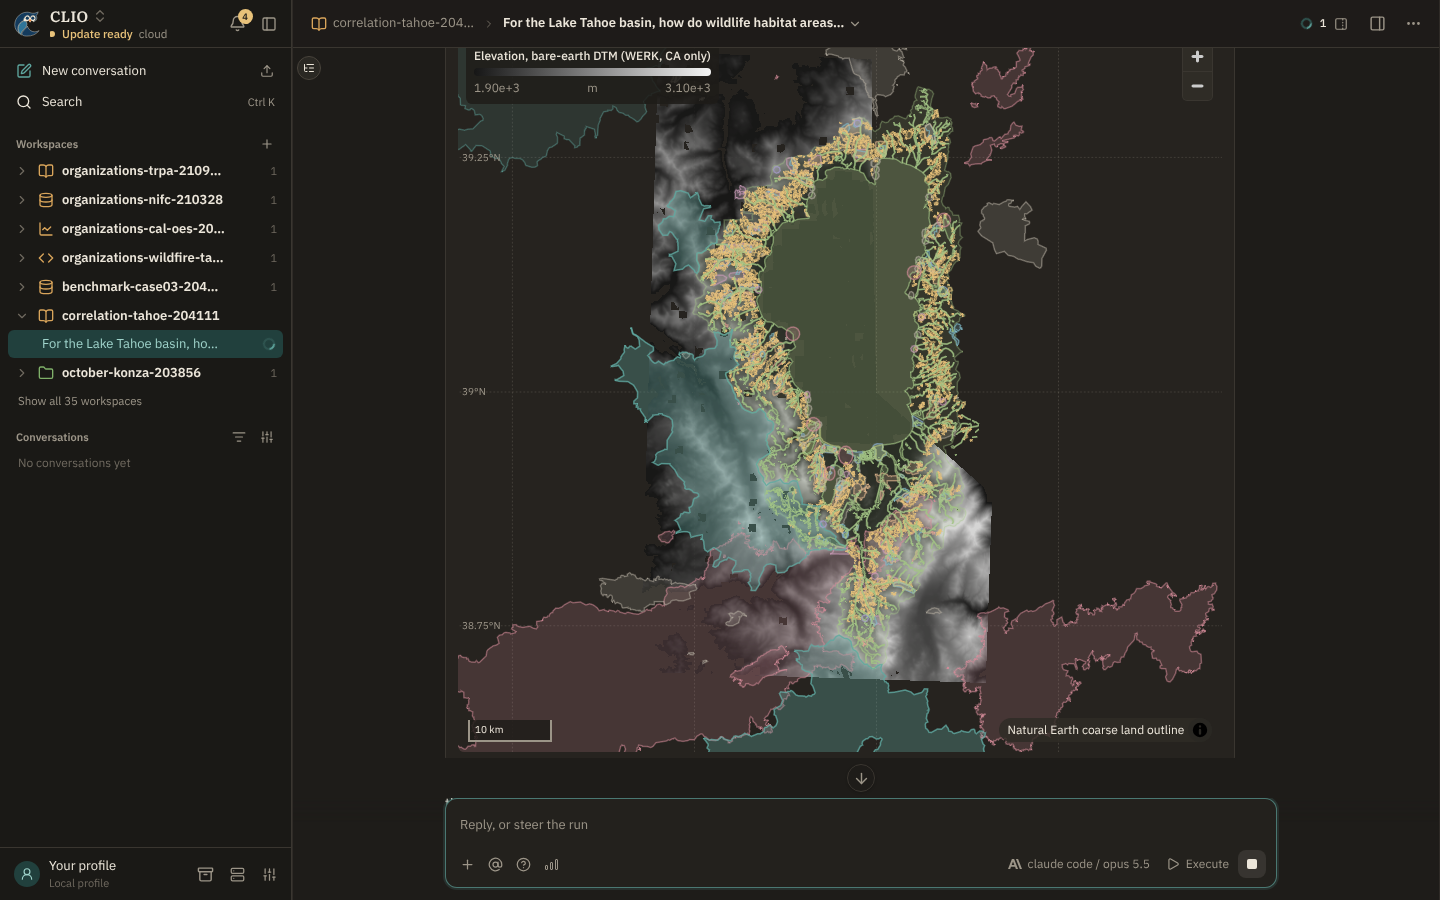 CLIO
Update ready cloud
4
New conversation
Search Ctrl K
Workspaces
organizations-trpa-2109... 1
organizations-nifc-210328 1
organizations-cal-oes-20... 1
organizations-wildfire-ta... 1
benchmark-case03-204... 1
correlation-tahoe-204111
For the Lake Tahoe basin, ho...
october-konza-203856 1
Show all 35 workspaces
Conversations
No conversations yet
Your profile
Local profile
correlation-tahoe-204... For the Lake Tahoe basin, how do wildlife habitat areas...
1
Elevation, bare-earth DTM (WERK, CA only)
1.90e+3 m 3.10e+3
39.25°N
39°N
38.75°N
10 km
Natural Earth coarse land outline
Reply, or steer the run
claude code / opus 5.5 Execute